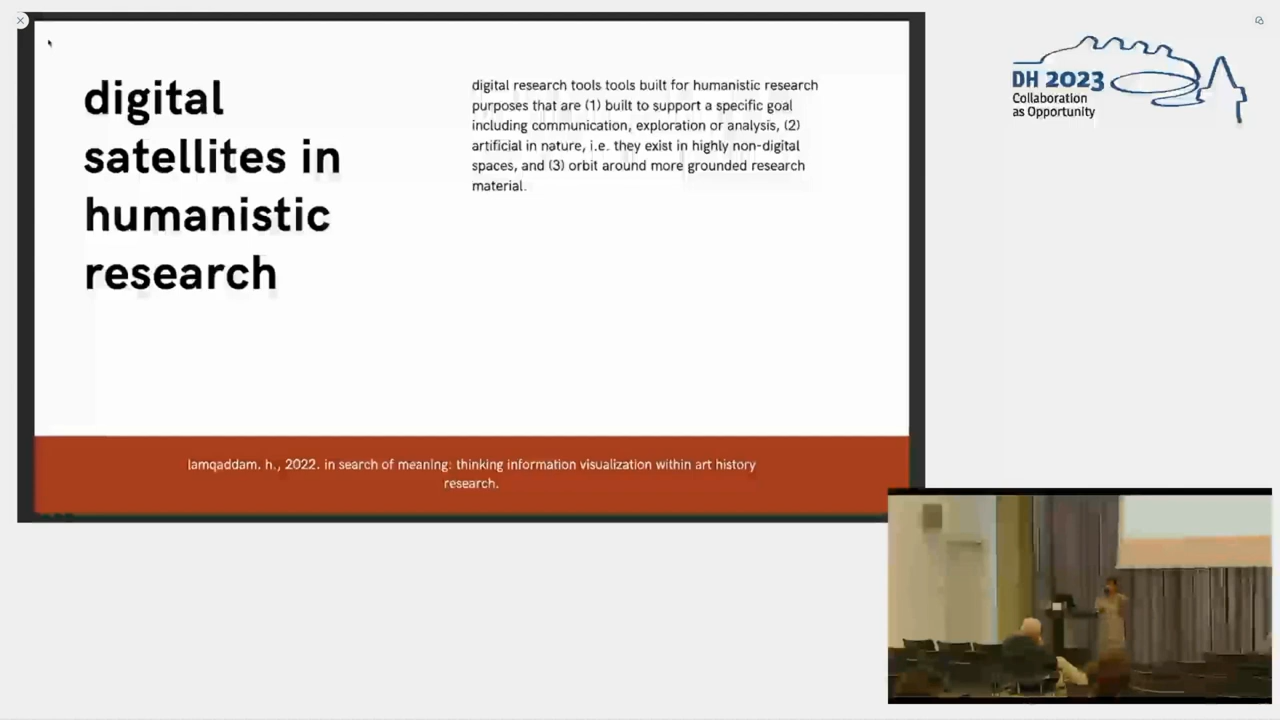 digital
satellites in
humanistic
research
digital research tools tools built for humanistic research
purposes that are (1) built to support a specific goal
including communication, exploration or analysis, (2)
artificial in nature, i.e. they exist in highly non-digital
spaces, and (3) orbit around more grounded research
material.
lamqaddam. h., 2022. in search of meaning: thinking information visualization within art history
research.
DH 2023
Collaboration
as Opportunity